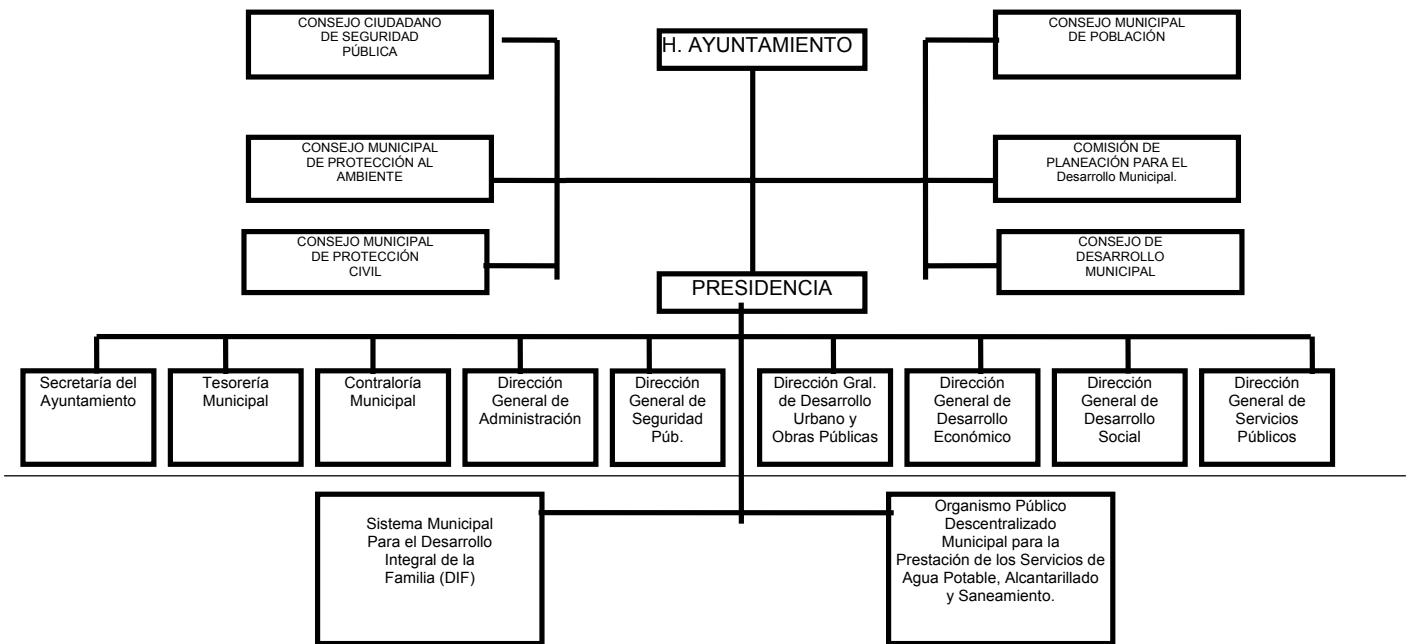 CONSEJO CIUDADANO
DE SEGURIDAD
PÚBLICA
H. AYUNTAMIENTO
CONSEJO MUNICIPAL
DE POBLACIÓN
CONSEJO MUNICIPAL
DE PROTECCIÓN AL
AMBIENTE
COMISIÓN DE
PLANEACIÓN PARA EL
Desarrollo Municipal.
CONSEJO MUNICIPAL
DE PROTECCIÓN
CIVIL
CONSEJO DE
DESARROLLO
MUNICIPAL
PRESIDENCIA
Secretaría del
Ayuntamiento
Tesorería
Municipal
Contraloría
Municipal
Dirección
General de
Administración
Dirección
General de
Seguridad
Púb.
Dirección Gral.
de Desarrollo
Urbano y
Obras Públicas
Dirección
General de
Desarrollo
Económico
Dirección
General de
Desarrollo
Social
Dirección
General de
Servicios
Públicos
Sistema Municipal
Para el Desarrollo
Integral de la
Familia (DIF)
Organismo Público
Descentralizado
Municipal para la
Prestación de los Servicios de
Agua Potable, Alcantarillado
y Saneamiento.